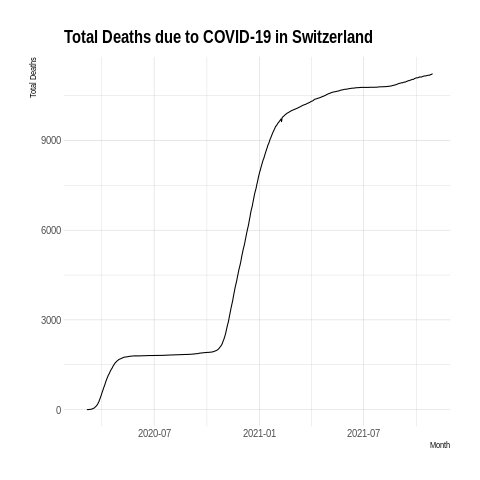 Total Deaths due to COVID-19 in Switzerland
Total Deaths
9000
6000
3000
0
2020-07 2021-01 2021-07
Month